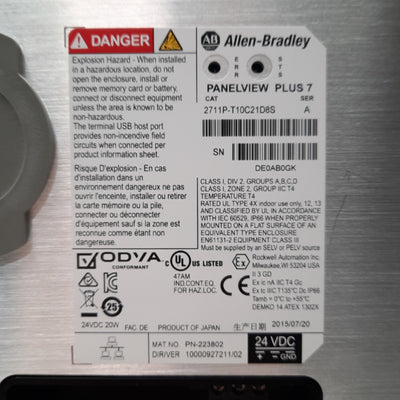 DANGER
Explosion Hazard - When installed
in a hazardous location, do not
open the enclosure, install or
remove memory card or battery,
connect or disconnect equipment
unless the area is known to be
non-hazardous.
The terminal USB host port
provides non-incendive field
circuits when connected per
product information sheet.
Risque D'explosion - En cas
d'installation dans un
environnement dangereux ne pas
ouvrir l'enceinte, installer ou retirer
la carte mémoire ou la pile,
connecter ou déconnecter
d'équipement sauf si la zone est
reconnue comme étant non
dangereuse.
AB Allen-Bradley
ERR STS
PANELVIEW PLUS 7
CAT SER
2711P-T10C21D8S A
SN
DE0AB0GK
CLASS I, DIV 2, GROUPS A,B,C,D
CLASS I, ZONE 2, GROUP IIC T4
TEMPERATURE T4
RATED UL TYPE 4X indoor use only, 12, 13
AND CLASSIFIED BY UL IN ACCORDANCE
WITH IEC 60529, IP66 WHEN PROPERLY
MOUNTED ON A FLAT SURFACE OF AN
EQUIVALENT TYPE ENCLOSURE
EN61131-2 EQUIPMENT CLASS III
Must be supplied by an SELV or PELV source
ODVA
CONFORMANT
C UL US LISTED
47AM
IND.CONT.EQ.
FOR HAZ.LOC.
Rockwell Automation Inc.
Milwaukee,WI 53204 USA
II 3 GD
Ex ic nA IIC T4 Gc
Ex tc IIIC T135°C Dc IP66
Tamb = 0°C to +55°C
DEMKO 14 ATEX 1302X
25
24VDC 20W FAC DE PRODUCT OF JAPAN 生产日期 2015/07/20
MAT NO. PN-223802
DIR/VER 10000927211/02
24 VDC
GND